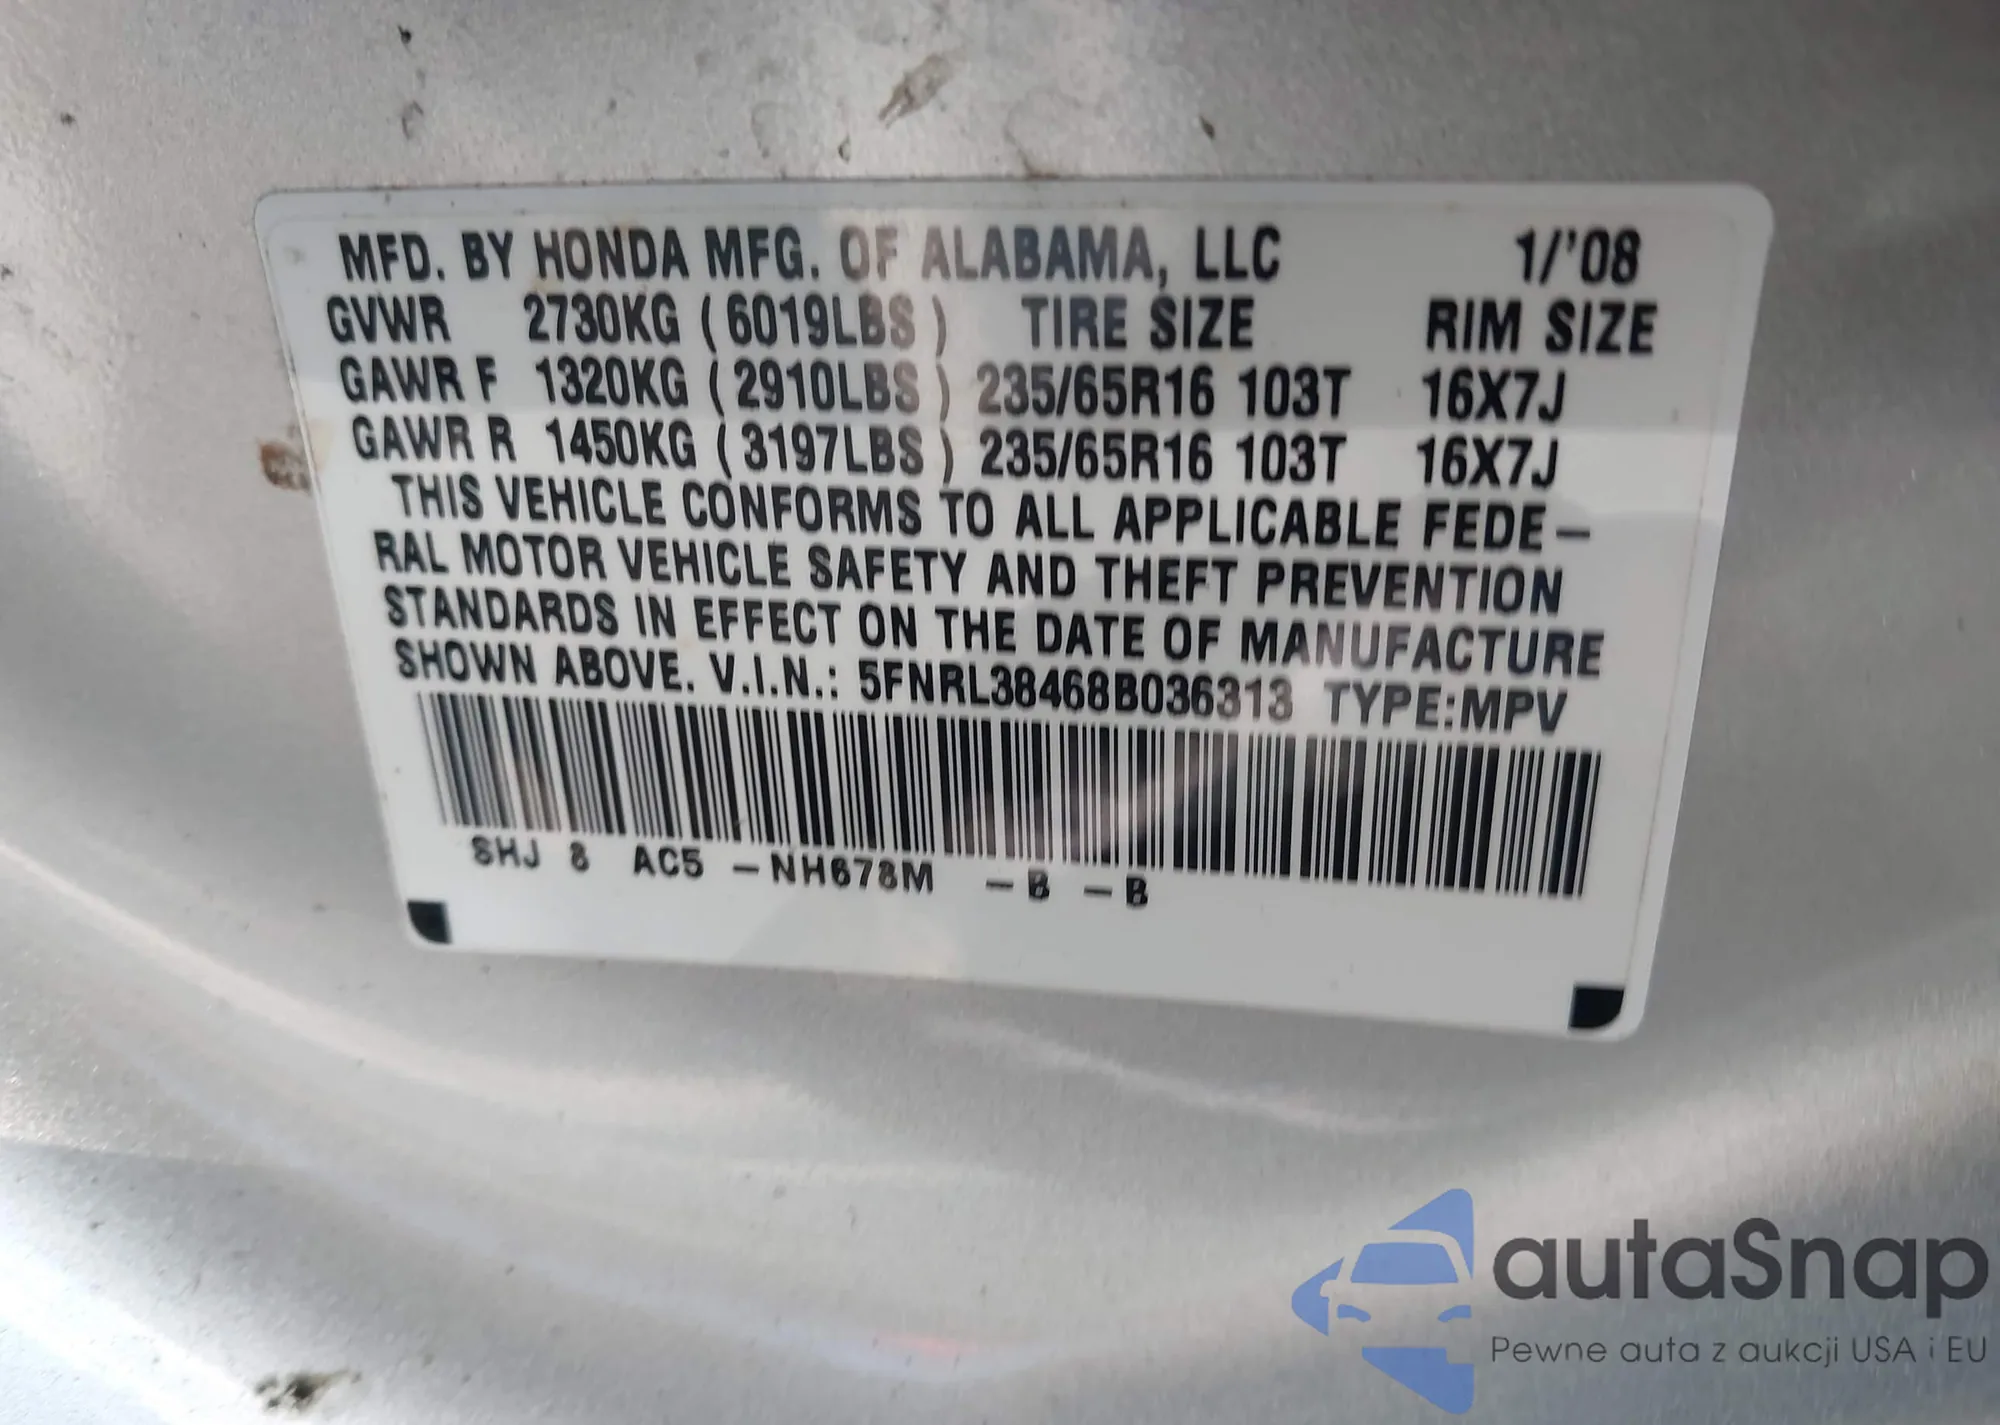 MFD. BY HONDA MFG. OF ALABAMA, LLC 1/'08
GVWR 2730KG ( 6019LBS ) TIRE SIZE RIM SIZE
GAWR F 1320KG ( 2910LBS ) 235/65R16 103T 16X7J
GAWR R 1450KG ( 3197LBS ) 235/65R16 103T 16X7J
THIS VEHICLE CONFORMS TO ALL APPLICABLE FEDE-
RAL MOTOR VEHICLE SAFETY AND THEFT PREVENTION
STANDARDS IN EFFECT ON THE DATE OF MANUFACTURE
SHOWN ABOVE. V.I.N.: 5FNRL38468B036313 TYPE:MPV
SHJ 8 AC5 -NH678M -B -B
autaSnap
Pewne auta z aukcji USA i EU